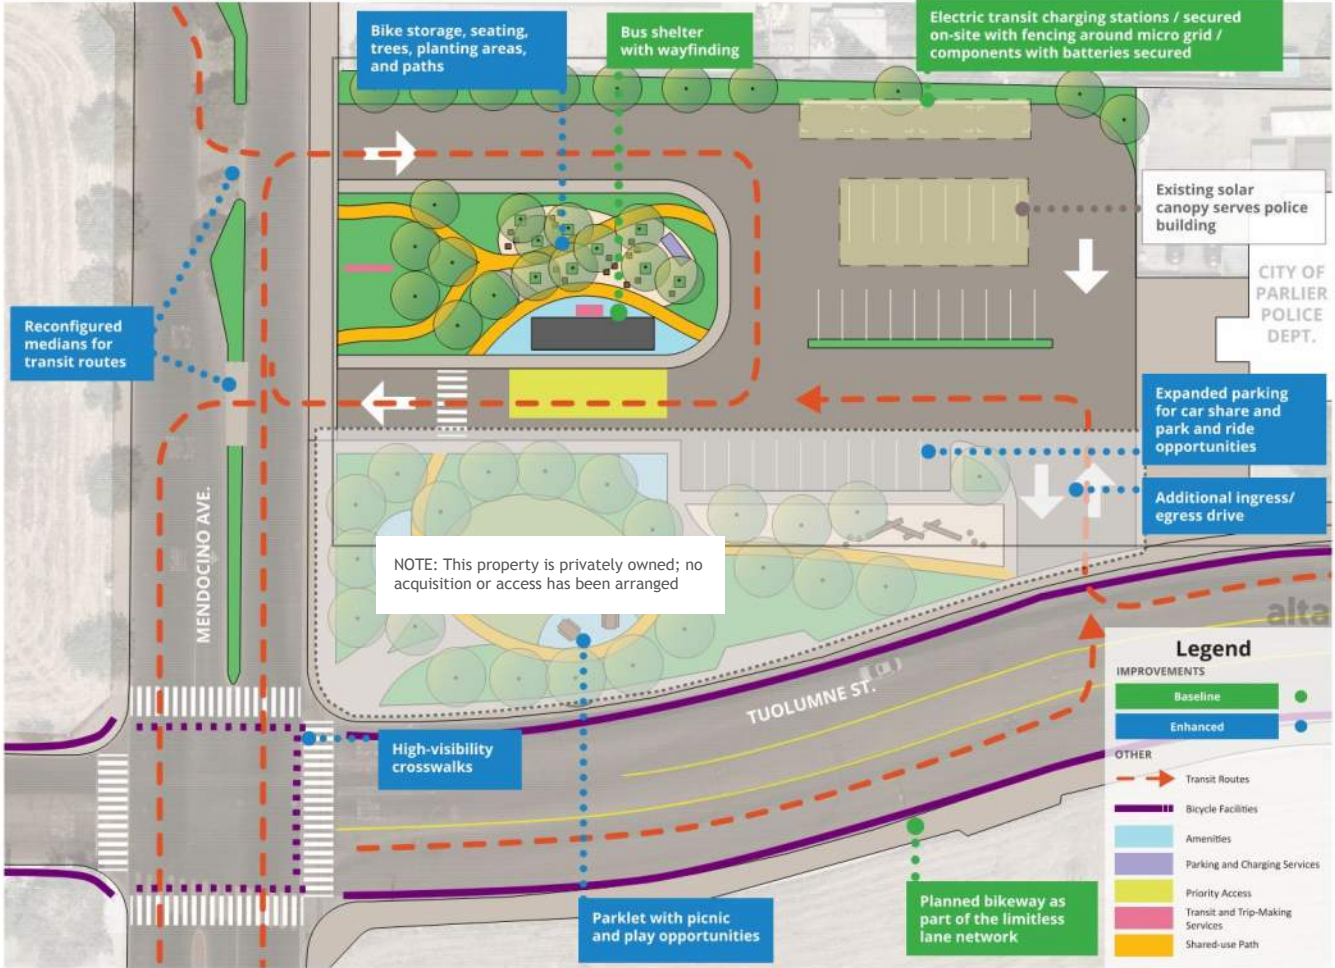 Bike storage, seating,
trees, planting areas,
and paths
Bus shelter
with wayfinding
Electric transit charging stations / secured
on-site with fencing around micro grid /
components with batteries secured
Existing solar
canopy serves police
building
CITY OF
PARLIER
POLICE
DEPT.
Reconfigured
medians for
transit routes
Expanded parking
for car share and
park and ride
opportunities
Additional ingress/
egress drive
NOTE: This property is privately owned; no
acquisition or access has been arranged
MENDOCINO AVE.
TUOLUMNE ST.
High-visibility
crosswalks
Parklet with picnic
and play opportunities
Planned bikeway as
part of the limitless
lane network
alta
Legend
IMPROVEMENTS
Baseline
Enhanced
OTHER
Transit Routes
Bicycle Facilities
Amenities
Parking and Charging Services
Priority Access
Transit and Trip-Making
Services
Shared-use Path